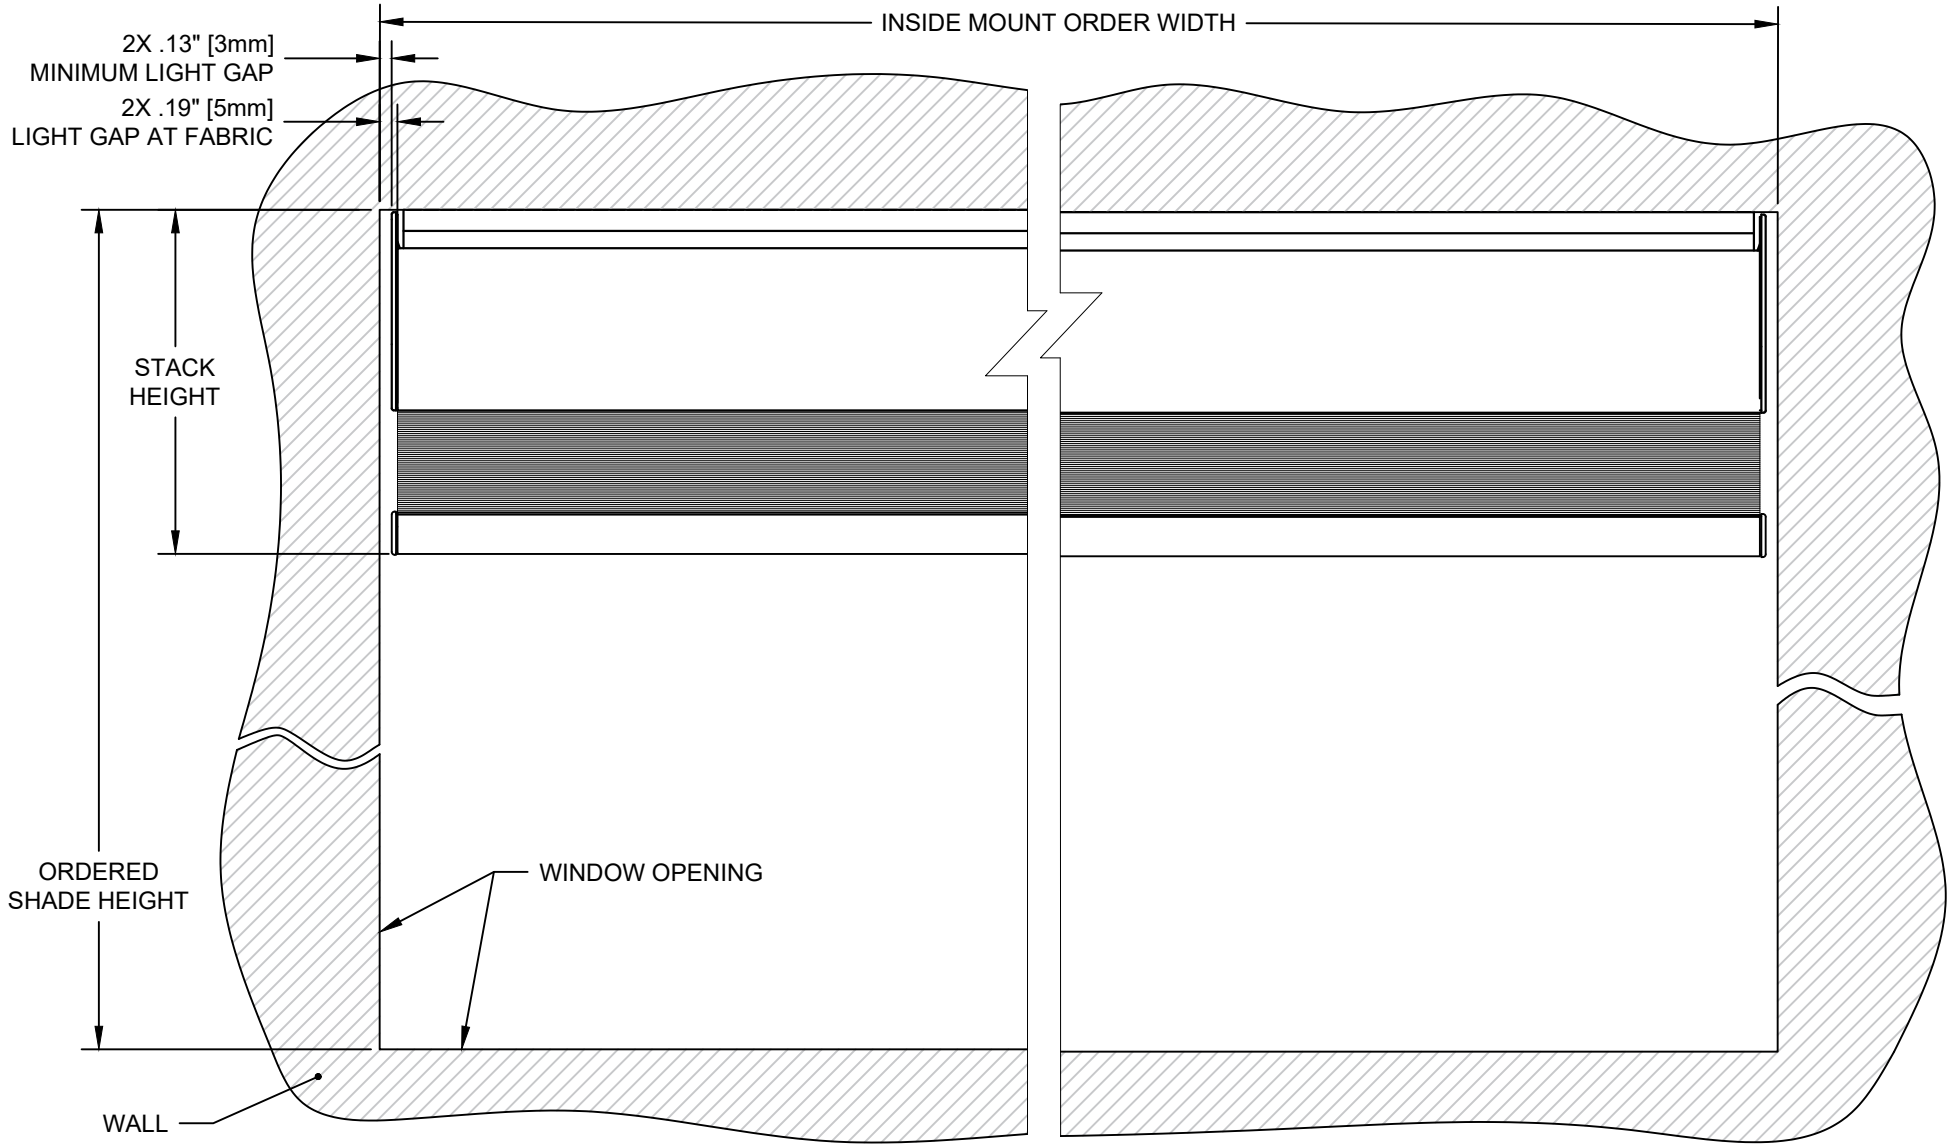 INSIDE MOUNT ORDER WIDTH
2X .13" [3mm]
MINIMUM LIGHT GAP
2X .19" [5mm]
LIGHT GAP AT FABRIC
STACK
HEIGHT
ORDERED
SHADE HEIGHT
WINDOW OPENING
WALL